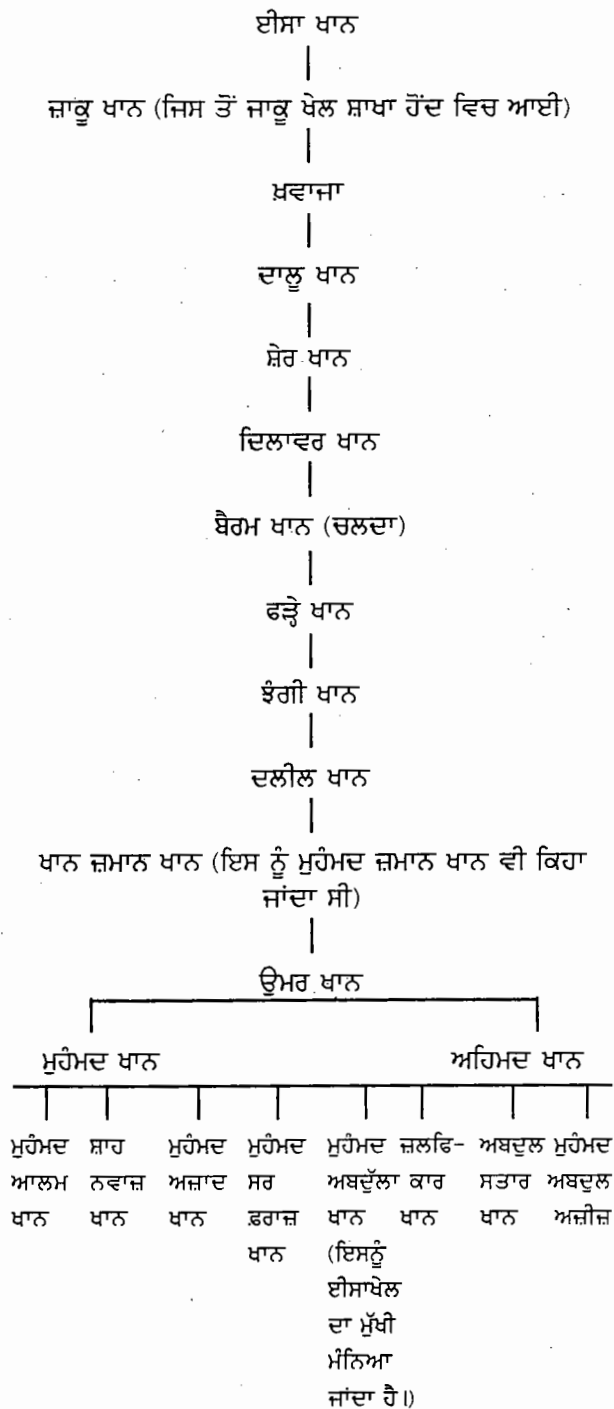 ਈਸਾ ਖਾਨ
ਜ਼ਾਕੂ ਖਾਨ (ਜਿਸ ਤੋਂ ਜਾਕੂ ਖੇਲ ਸ਼ਾਖਾ ਹੋਂਦ ਵਿਚ ਆਈ)
ਖ਼ਵਾਜਾ
ਦਾਲੂ ਖਾਨ
ਸ਼ੇਰ ਖਾਨ
ਦਿਲਾਵਰ ਖਾਨ
ਬੈਰਮ ਖਾਨ (ਚਲਦਾ)
ਫੜ੍ਹੇ ਖਾਨ
ਝੰਗੀ ਖਾਨ
ਦਲੀਲ ਖਾਨ
ਖਾਨ ਜ਼ਮਾਨ ਖਾਨ (ਇਸ ਨੂੰ ਮੁਹੰਮਦ ਜ਼ਮਾਨ ਖਾਨ ਵੀ ਕਿਹਾ
ਜਾਂਦਾ ਸੀ)
ਉਮਰ ਖਾਨ
ਮੁਹੰਮਦ ਖਾਨ ਅਹਿਮਦ ਖਾਨ
ਮੁਹੰਮਦ ਸ਼ਾਹ ਮੁਹੰਮਦ ਮੁਹੰਮਦ ਮੁਹੰਮਦ ਜ਼ਲਫਿ- ਅਬਦੁਲ ਮੁਹੰਮਦ
ਆਲਮ ਨਵਾਜ਼ ਅਜ਼ਾਦ ਸਰ ਅਬਦੁੱਲਾ ਕਾਰ ਸਤਾਰ ਅਬਦੁਲ
ਖਾਨ ਖਾਨ ਖਾਨ ਫ਼ਰਾਜ਼ ਖਾਨ ਖਾਨ ਖਾਨ ਅਜ਼ੀਜ਼
ਖਾਨ (ਇਸਨੂੰ
ਈਸਾਖੇਲ
ਦਾ ਮੁੱਖੀ
ਮੰਨਿਆ
ਜਾਂਦਾ ਹੈ।)